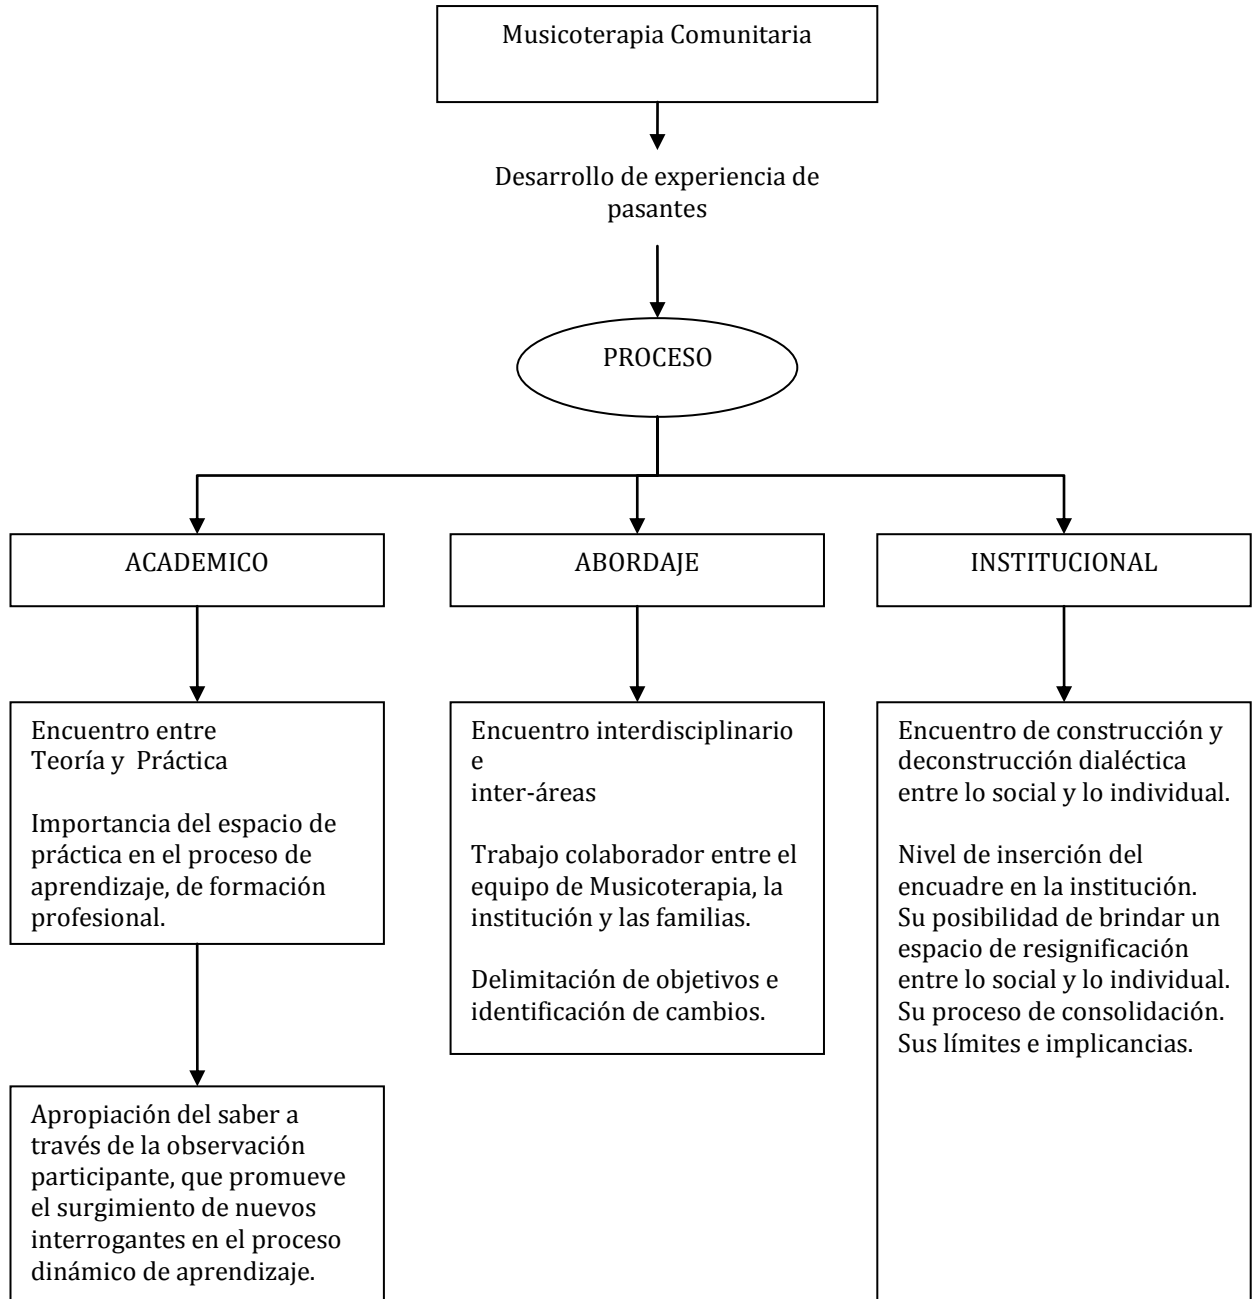 Musicoterapia Comunitaria
Desarrollo de experiencia de
pasantes
PROCESO
ACADEMICO
ABORDAJE
INSTITUCIONAL
Encuentro entre
Teoría y  Práctica
Importancia del espacio de
práctica en el proceso de
aprendizaje, de formación
profesional.
Encuentro interdisciplinario
e
inter-áreas
Trabajo colaborador entre el
equipo de Musicoterapia, la
institución y las familias.
Delimitación de objetivos e
identificación de cambios.
Encuentro de construcción y
deconstrucción dialéctica
entre lo social y lo individual.
Nivel de inserción del
encuadre en la institución.
Su posibilidad de brindar un
espacio de resignificación
entre lo social y lo individual.
Su proceso de consolidación.
Sus límites e implicancias.
Apropiación del saber a
través de la observación
participante, que promueve
el surgimiento de nuevos
interrogantes en el proceso
dinámico de aprendizaje.